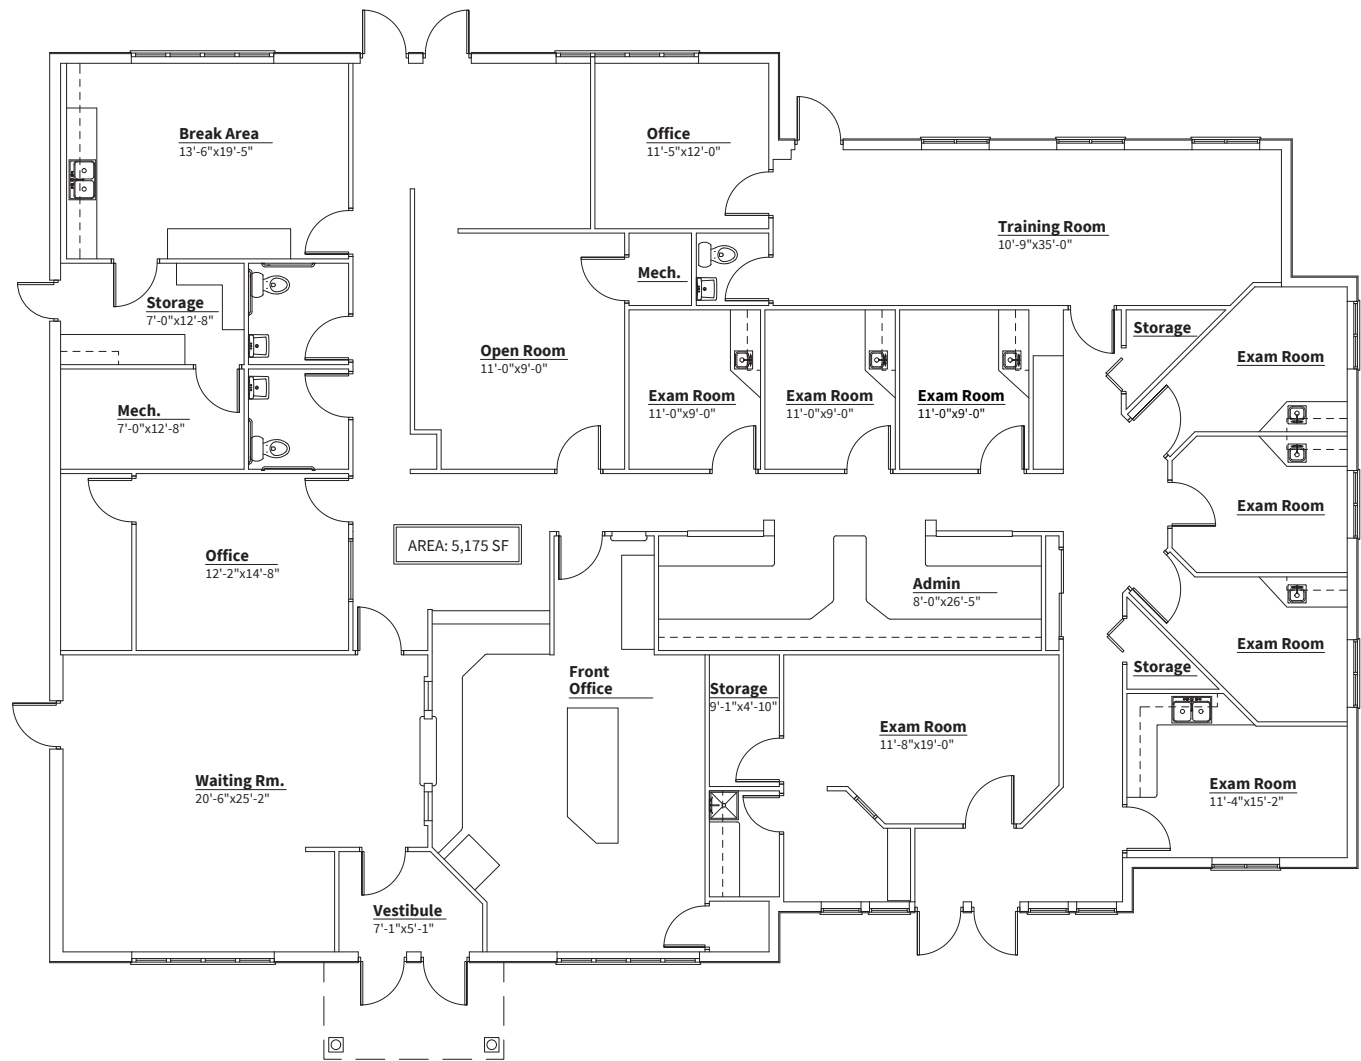 Break Area
13'-6"x19'-5"
Office
11'-5"x12'-0"
Training Room
10'-9"x35'-0"
Mech.
Storage
7'-0"x12'-8"
Storage
Open Room
11'-0"x9'-0"
Exam Room
Exam Room
11'-0"x9'-0"
Exam Room
11'-0"x9'-0"
Exam Room
11'-0"x9'-0"
Mech.
7'-0"x12'-8"
Exam Room
Office
12'-2"x14'-8"
AREA: 5,175 SF
Admin
8'-0"x26'-5"
Exam Room
Storage
Front
Office
Storage
9'-1"x4'-10"
Exam Room
11'-8"x19'-0"
Waiting Rm.
20'-6"x25'-2"
Exam Room
11'-4"x15'-2"
Vestibule
7'-1"x5'-1"